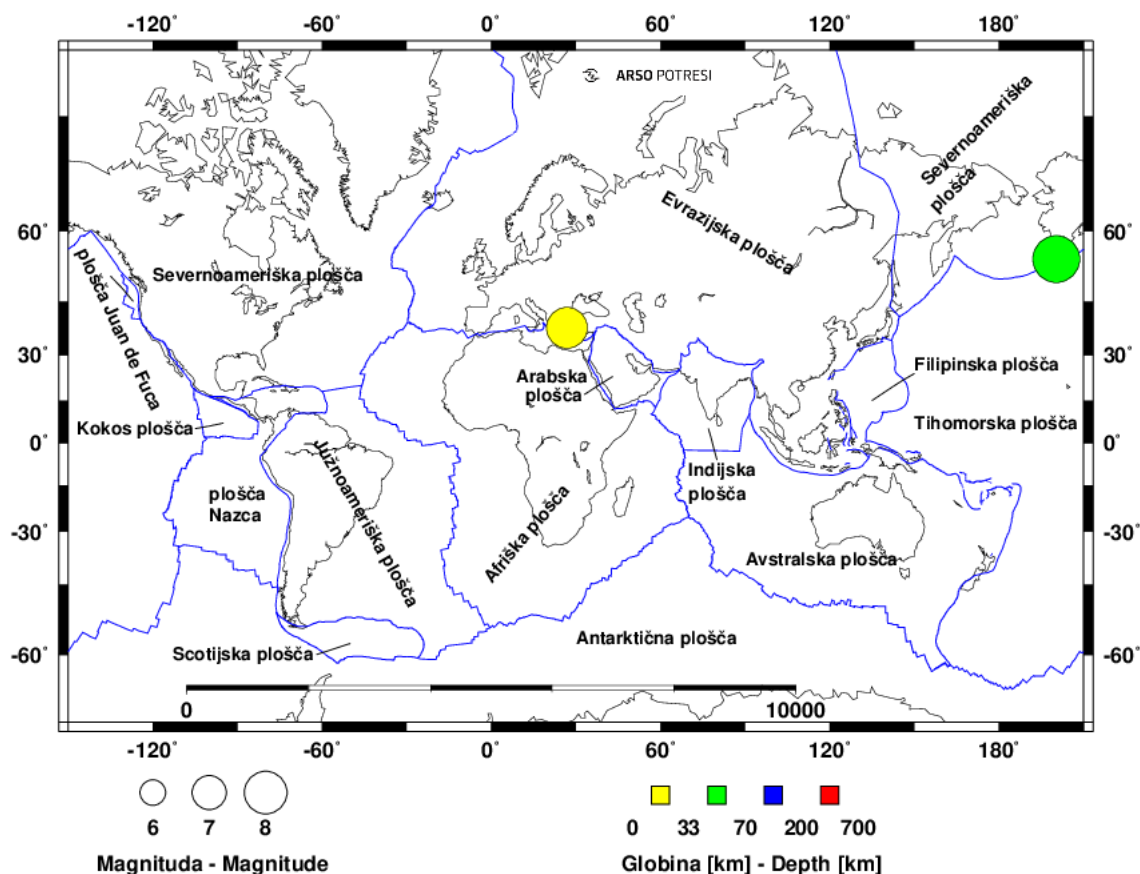 -120° -60° 0° 60° 120° 180°
ARSO POTRESI
Severnoameriška
plošča
Evrazijska plošča
60° 60°
Severnoameriška plošča
plošča Juan de Fuca
30° 30°
Arabska
plošča
Filipinska plošča
Kokos plošča
Tihomorska plošča
0° 0°
Južnoameriška plošča
Indijska
plošča
plošča
Nazca
Afriška plošča
-30° -30°
Avstralska plošča
Antarktična plošča
Scotijska plošča
-60° -60°
0 10000
-120° -60° 0° 60° 120° 180°
6 7 8
0 33 70 200 700
Magnituda - Magnitude
Globina [km] - Depth [km]